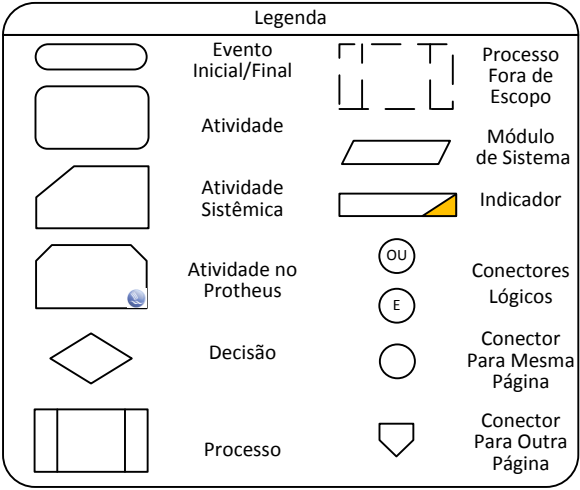 Legenda
Evento
Inicial/Final
Atividade
Atividade
Sistêmica
Atividade no
Protheus
Decisão
Processo
Processo
Fora de
Escopo
Módulo
de Sistema
Indicador
OU
E
Conectores
Lógicos
Conector
Para Mesma
Página
Conector
Para Outra
Página